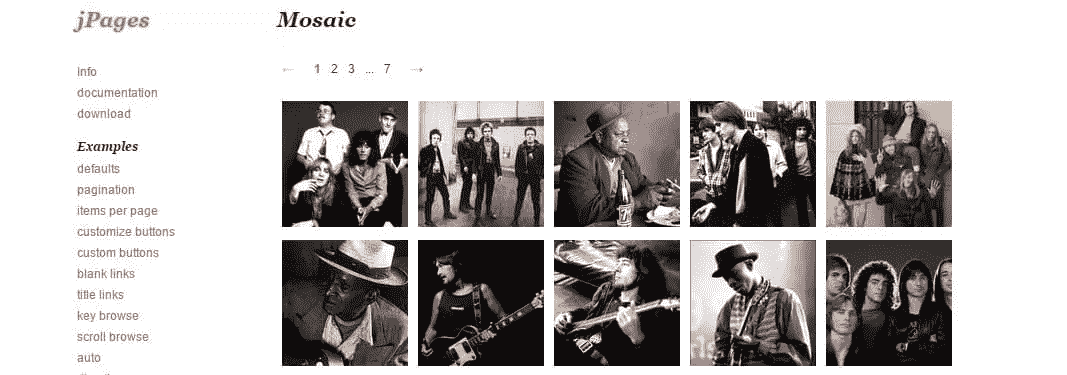 jPages
Mosaic
← 1 2 3 ... 7 →
info
documentation
download
Examples
defaults
pagination
items per page
customize buttons
custom buttons
blank links
title links
key browse
scroll browse
auto